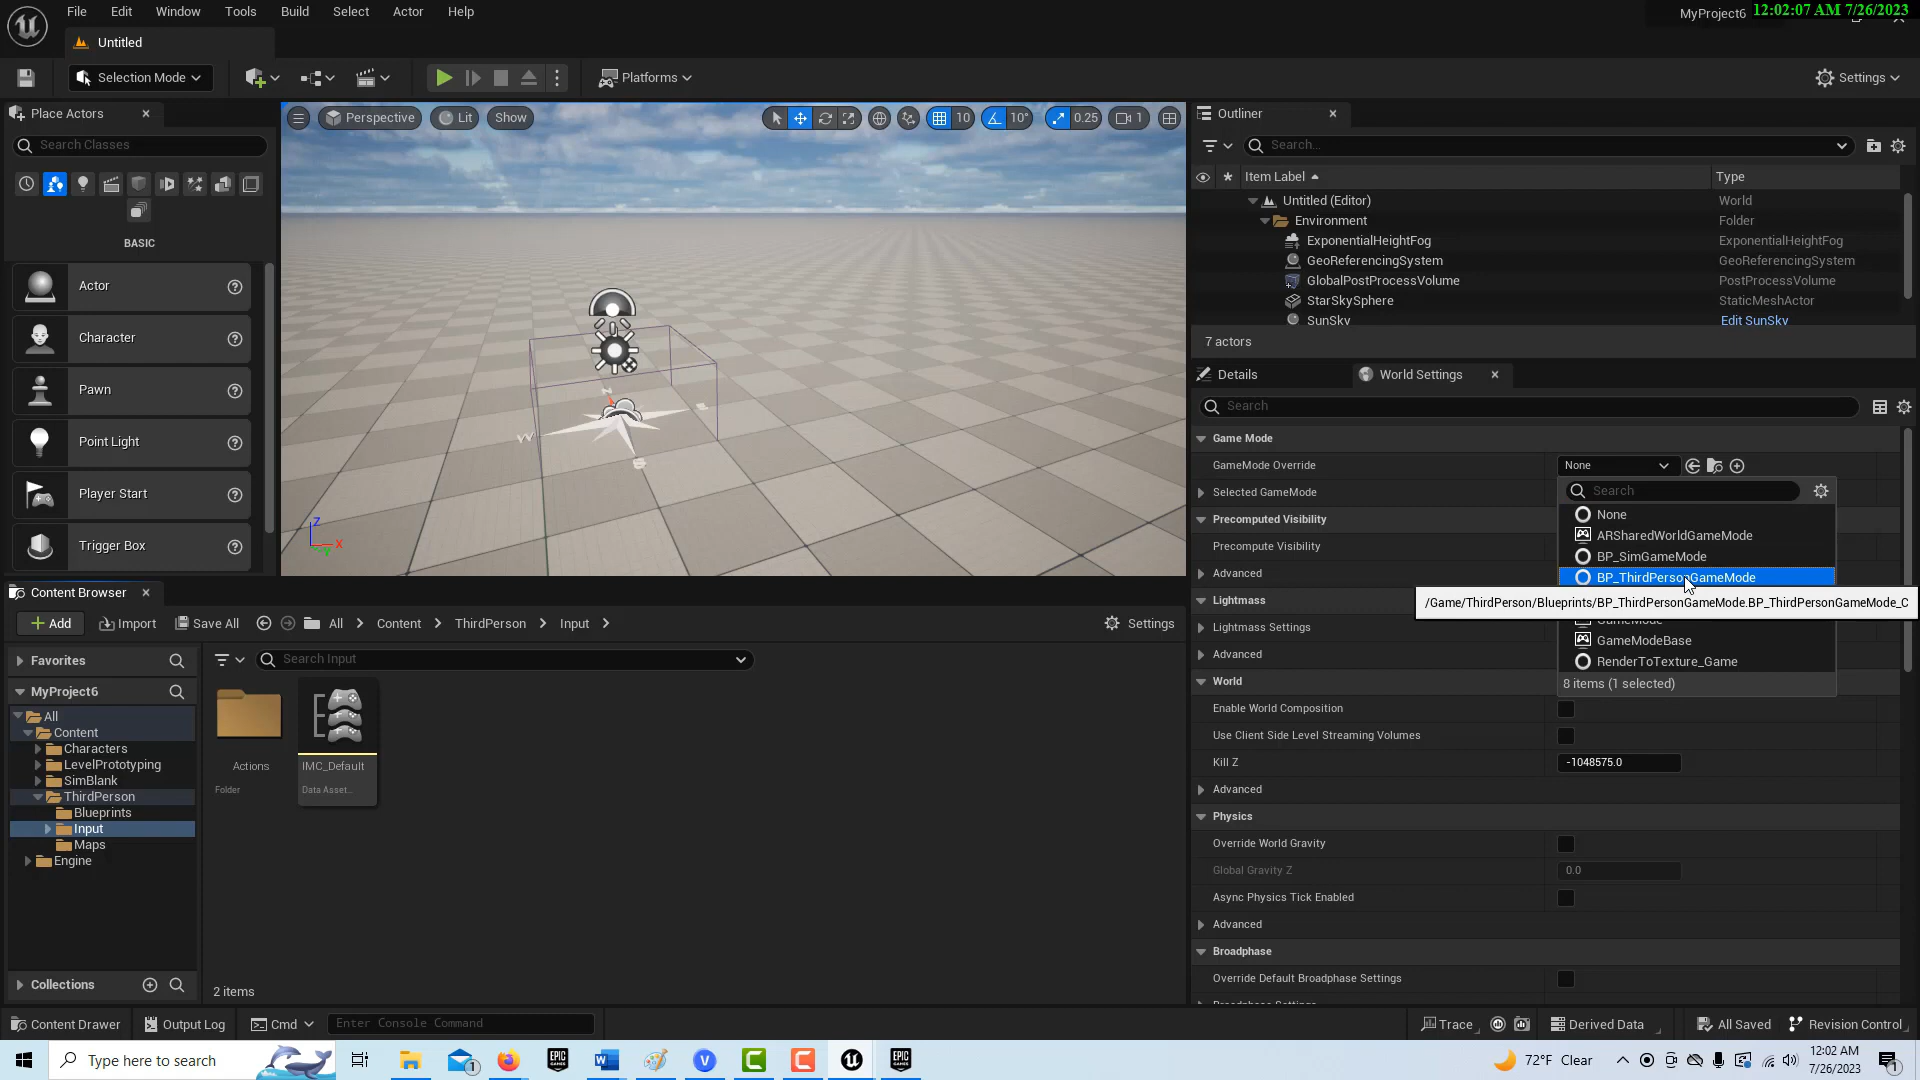 File Edit Window Tools Build Select Actor Help
MyProject6 12:02:07 AM 7/26/2023
Untitled
Selection Mode
Platforms
Settings
Place Actors
Search Classes
BASIC
Actor
Character
Pawn
Point Light
Player Start
Trigger Box
Perspective Lit Show
10 10° 0.25 1
Z
X
W
Outliner
Search...
Item Label Type
Untitled (Editor) World
Environment Folder
ExponentialHeightFog ExponentialHeightFog
GeoReferencingSystem GeoReferencingSystem
GlobalPostProcessVolume PostProcessVolume
StarSkySphere StaticMeshActor
SunSky Edit SunSky
7 actors
Details World Settings
Search
Game Mode
GameMode Override None
Selected GameMode
Search
None
ARSharedWorldGameMode
BP_SimGameMode
BP_ThirdPersonGameMode
/Game/ThirdPerson/Blueprints/BP_ThirdPersonGameMode.BP_ThirdPersonGameMode_C
GameMode
GameModeBase
RenderToTexture_Game
8 items (1 selected)
Precomputed Visibility
Precompute Visibility
Advanced
Lightmass
Lightmass Settings
Advanced
World
Enable World Composition
Use Client Side Level Streaming Volumes
Kill Z -1048575.0
Advanced
Physics
Override World Gravity
Global Gravity Z 0.0
Async Physics Tick Enabled
Advanced
Broadphase
Override Default Broadphase Settings
Broadphase Settings
Content Browser
Add Import Save All All Content ThirdPerson Input Settings
Favorites
MyProject6
All
Content
Characters
LevelPrototyping
SimBlank
ThirdPerson
Blueprints
Input
Maps
Engine
Collections
Search Input
Actions
Folder
IMC_Default
Data Asset...
2 items
Content Drawer Output Log Cmd Enter Console Command Trace Derived Data All Saved Revision Control
Type here to search
EPIC GAMES
EPIC GAMES
72°F Clear
12:02 AM
7/26/2023